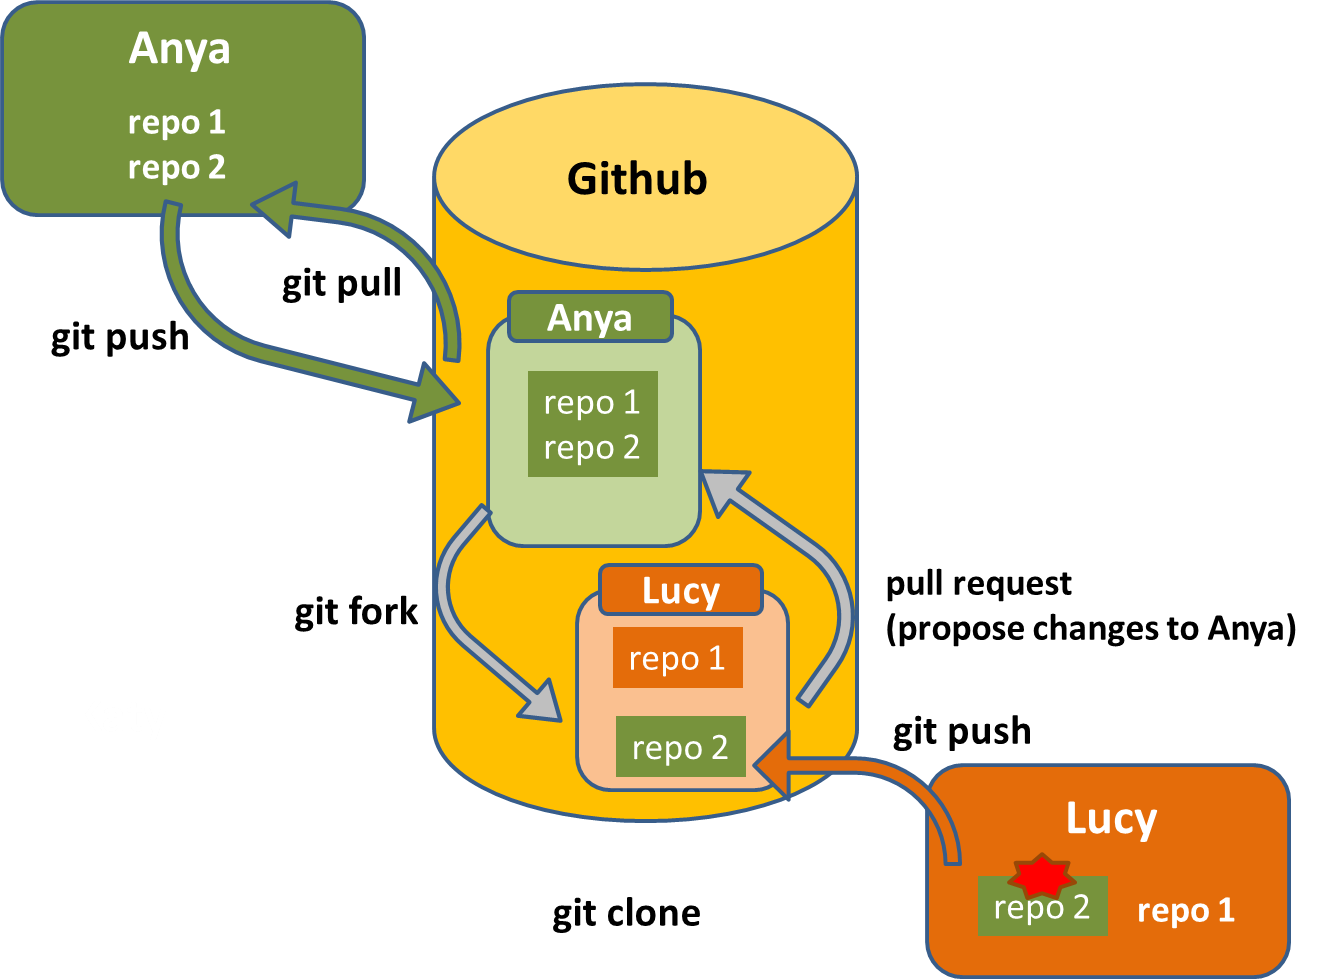 Anya
repo 1
repo 2
Github
git pull
git push
Anya
repo 1
repo 2
git fork
Lucy
repo 1
repo 2
pull request
(propose changes to Anya)
git push
Lucy
repo 2
repo 1
git clone